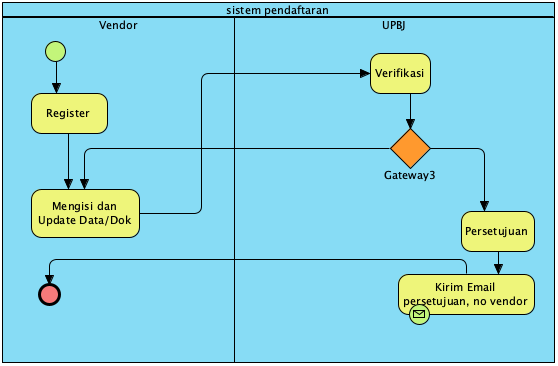 sistem pendaftaran
Vendor
UPBJ
Verifikasi
Register
Gateway3
Mengisi dan
Update Data/Dok
Persetujuan
Kirim Email
persetujuan, no vendor